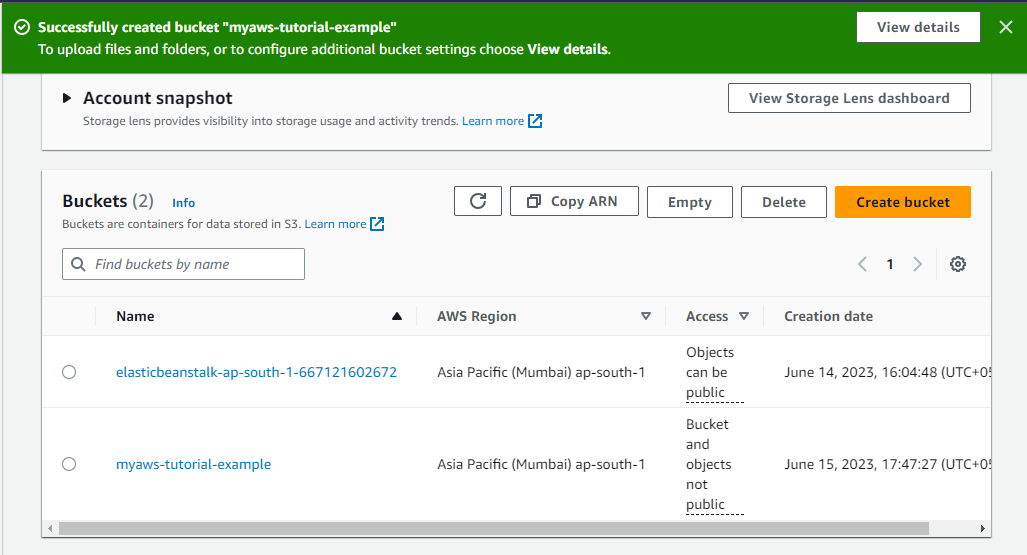 Successfully created bucket "myaws-tutorial-example"
To upload files and folders, or to configure additional bucket settings choose View details.
View details
Account snapshot
Storage lens provides visibility into storage usage and activity trends. Learn more
View Storage Lens dashboard
Buckets (2) Info
Buckets are containers for data stored in S3. Learn more
Copy ARN
Empty
Delete
Create bucket
Find buckets by name
1
Name AWS Region Access Creation date
elasticbeanstalk-ap-south-1-667121602672 Asia Pacific (Mumbai) ap-south-1 Objects can be public June 14, 2023, 16:04:48 (UTC+05
myaws-tutorial-example Asia Pacific (Mumbai) ap-south-1 Bucket and objects not public June 15, 2023, 17:47:27 (UTC+05